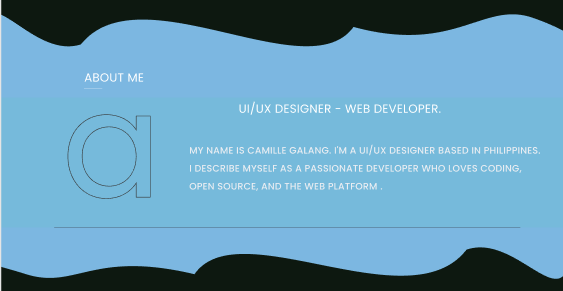 ABOUT ME
a
UI/UX DESIGNER - WEB DEVELOPER.
MY NAME IS CAMILLE GALANG. I'M A UI/UX DESIGNER BASED IN PHILIPPINES.
I DESCRIBE MYSELF AS A PASSIONATE DEVELOPER WHO LOVES CODING,
OPEN SOURCE, AND THE WEB PLATFORM .